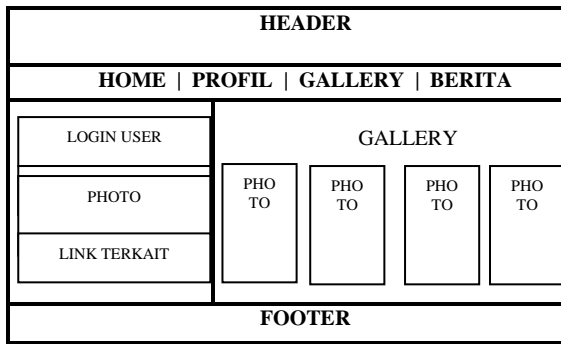 HEADER
HOME | PROFIL | GALLERY | BERITA
LOGIN USER
PHOTO
LINK TERKAIT
GALLERY
PHO
TO
PHO
TO
PHO
TO
PHO
TO
FOOTER